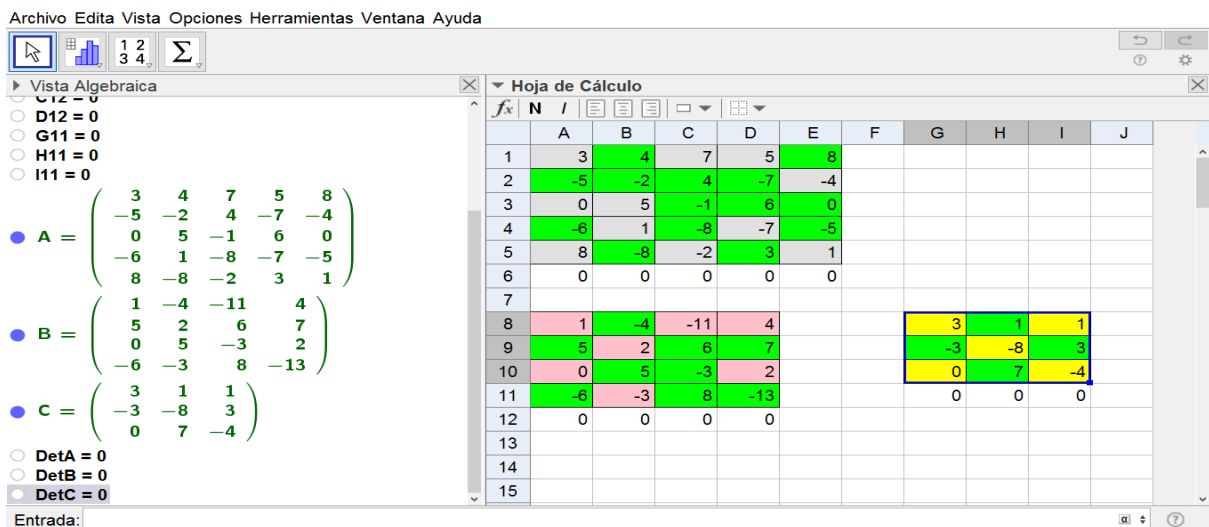 Archivo Edita Vista Opciones Herramientas Ventana Ayuda
1 2
3 4
Σ
Vista Algebraica
C12 = 0
D12 = 0
G11 = 0
H11 = 0
I11 = 0
A =
3 4 7 5 8
−5 −2 4 −7 −4
0 5 −1 6 0
−6 1 −8 −7 −5
8 −8 −2 3 1
B =
1 −4 −11 4
5 2 6 7
0 5 −3 2
−6 −3 8 −13
C =
3 1 1
−3 −8 3
0 7 −4
DetA = 0
DetB = 0
DetC = 0
Hoja de Cálculo
fx N I
A B C D E F G H I J
1 3 4 7 5 8
2 -5 -2 4 -7 -4
3 0 5 -1 6 0
4 -6 1 -8 -7 -5
5 8 -8 -2 3 1
6 0 0 0 0 0
7
8 1 -4 -11 4 3 1 1
9 5 2 6 7 -3 -8 3
10 0 5 -3 2 0 7 -4
11 -6 -3 8 -13 0 0 0
12 0 0 0 0
13
14
15
Entrada:
α